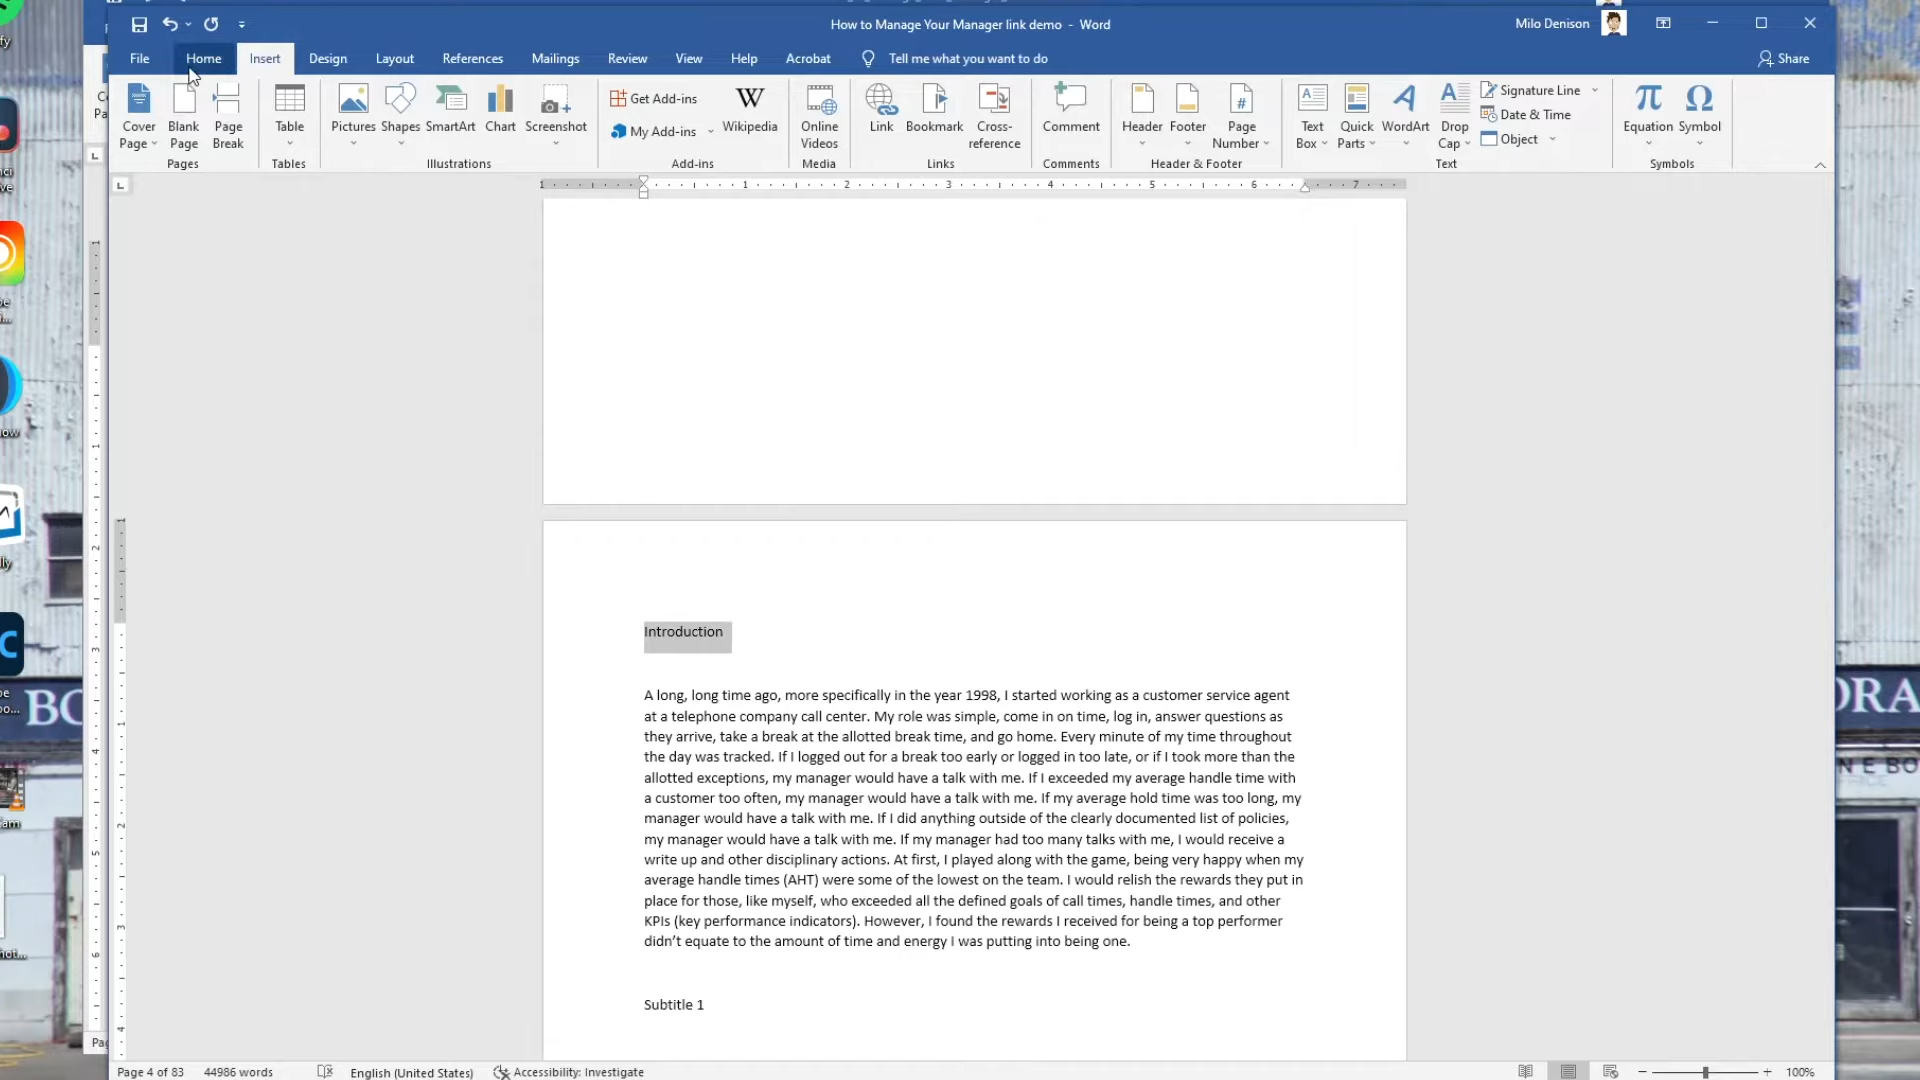 How to Manage Your Manager link demo - Word
Milo Denison
File Home Insert Design Layout References Mailings Review View Help Acrobat Tell me what you want to do Share
Cover Page
Blank Page
Page Break
Pages
Table
Tables
Pictures
Shapes
SmartArt
Chart
Screenshot
Illustrations
Get Add-ins
My Add-ins
Wikipedia
Add-ins
Online Videos
Media
Link
Bookmark
Cross-reference
Links
Comment
Comments
Header
Footer
Page Number
Header & Footer
Text Box
Quick Parts
WordArt
Drop Cap
Signature Line
Date & Time
Object
Text
Equation
Symbol
Symbols
1 1 2 3 4 5 6 7
Introduction
A long, long time ago, more specifically in the year 1998, I started working as a customer service agent
at a telephone company call center. My role was simple, come in on time, log in, answer questions as
they arrive, take a break at the allotted break time, and go home. Every minute of my time throughout
the day was tracked. If I logged out for a break too early or logged in too late, or if I took more than the
allotted exceptions, my manager would have a talk with me. If I exceeded my average handle time with
a customer too often, my manager would have a talk with me. If my average hold time was too long, my
manager would have a talk with me. If I did anything outside of the clearly documented list of policies,
my manager would have a talk with me. If my manager had too many talks with me, I would receive a
write up and other disciplinary actions. At first, I played along with the game, being very happy when my
average handle times (AHT) were some of the lowest on the team. I would relish the rewards they put in
place for those, like myself, who exceeded all the defined goals of call times, handle times, and other
KPIs (key performance indicators). However, I found the rewards I received for being a top performer
didn’t equate to the amount of time and energy I was putting into being one.
Subtitle 1
Page 4 of 83 44986 words English (United States) Accessibility: Investigate 100%